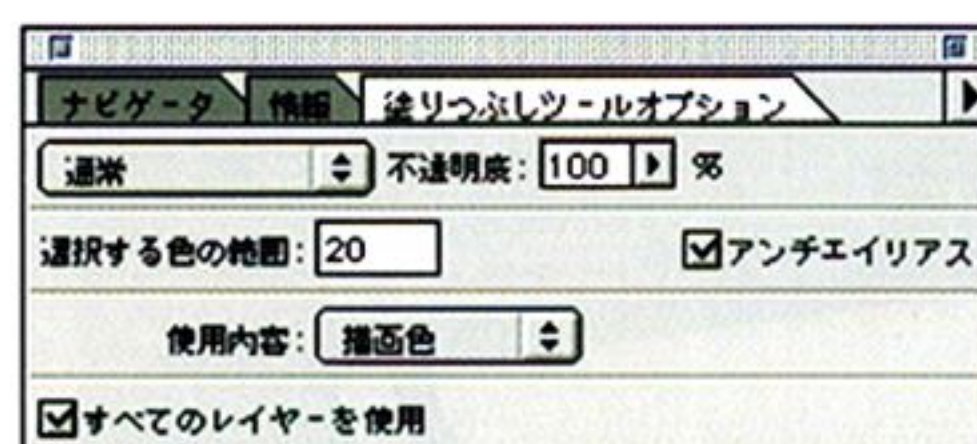 ナビゲータ 情報 塗りつぶしツールオプション
通常 不透明度: 100 %
選択する色の範囲: 20 アンチエイリアス
使用内容: 描画色
すべてのレイヤーを使用